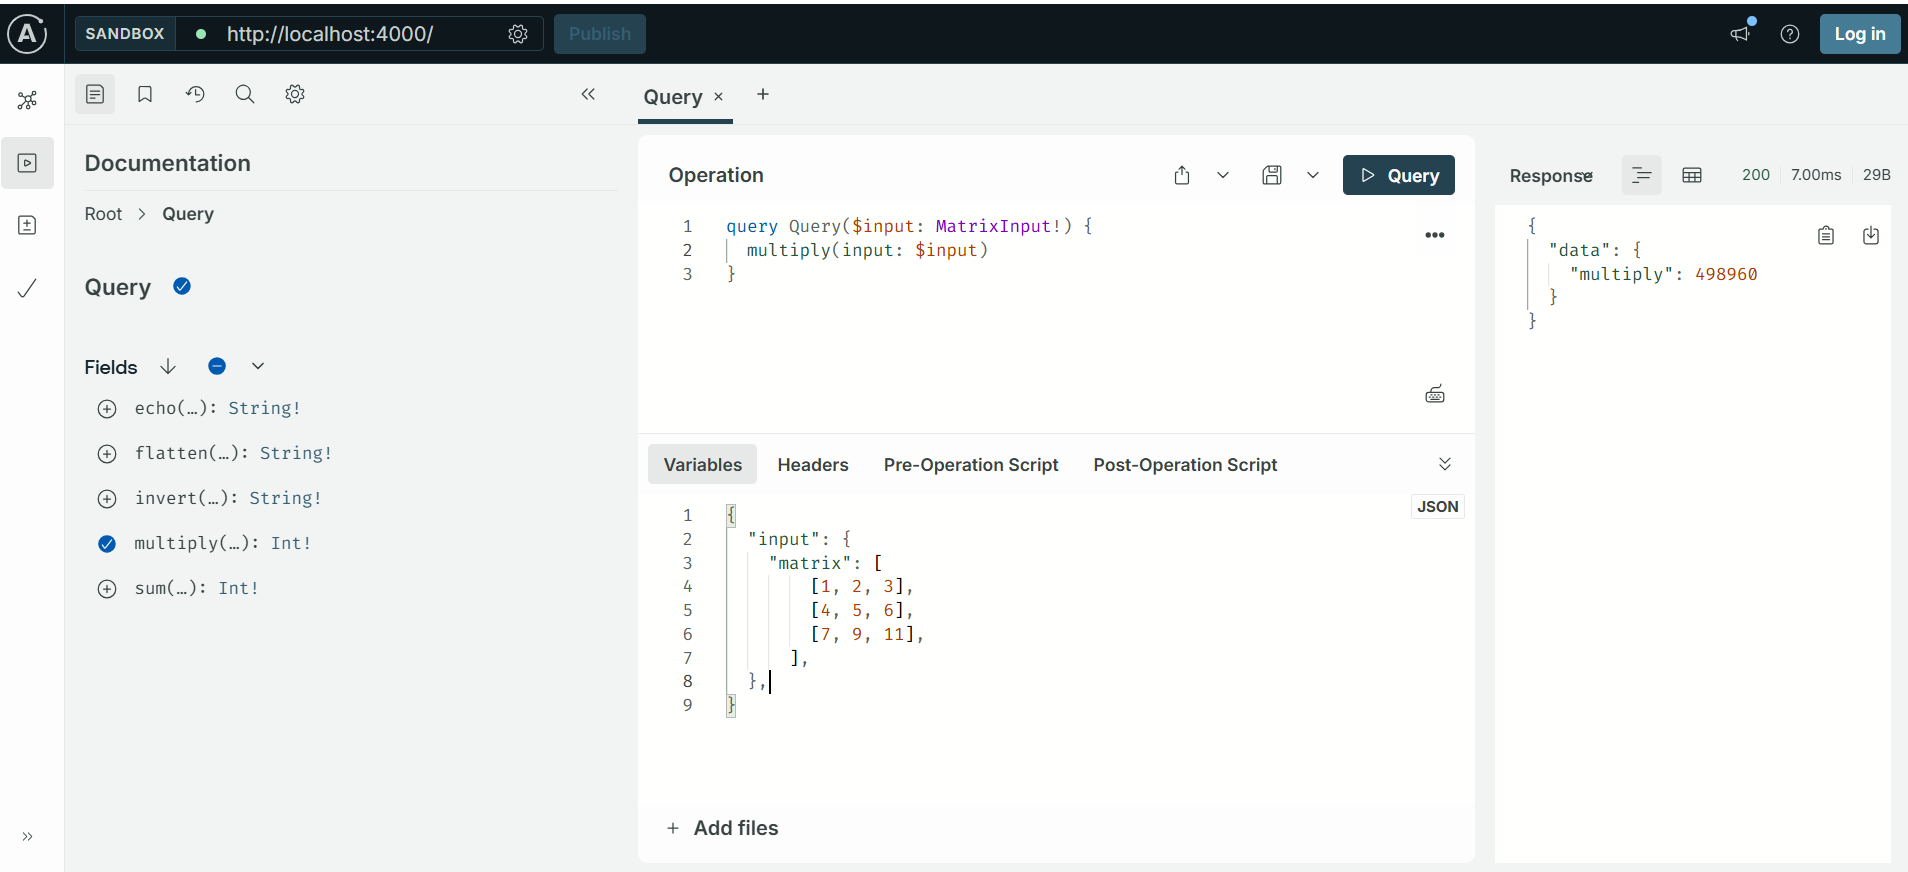 SANDBOX http://localhost:4000/ Publish Log in
Documentation
Root > Query
Query
Fields
echo(…): String!
flatten(…): String!
invert(…): String!
multiply(…): Int!
sum(…): Int!
Query × +
Operation
Query
1 query Query($input: MatrixInput!) {
2 multiply(input: $input)
3 }
Variables Headers Pre-Operation Script Post-Operation Script
JSON
1 {
2 "input": {
3 "matrix": [
4 [1, 2, 3],
5 [4, 5, 6],
6 [7, 9, 11],
7 ],
8 },
9 }
+ Add files
Response 200 7.00ms 29B
{
"data": {
"multiply": 498960
}
}